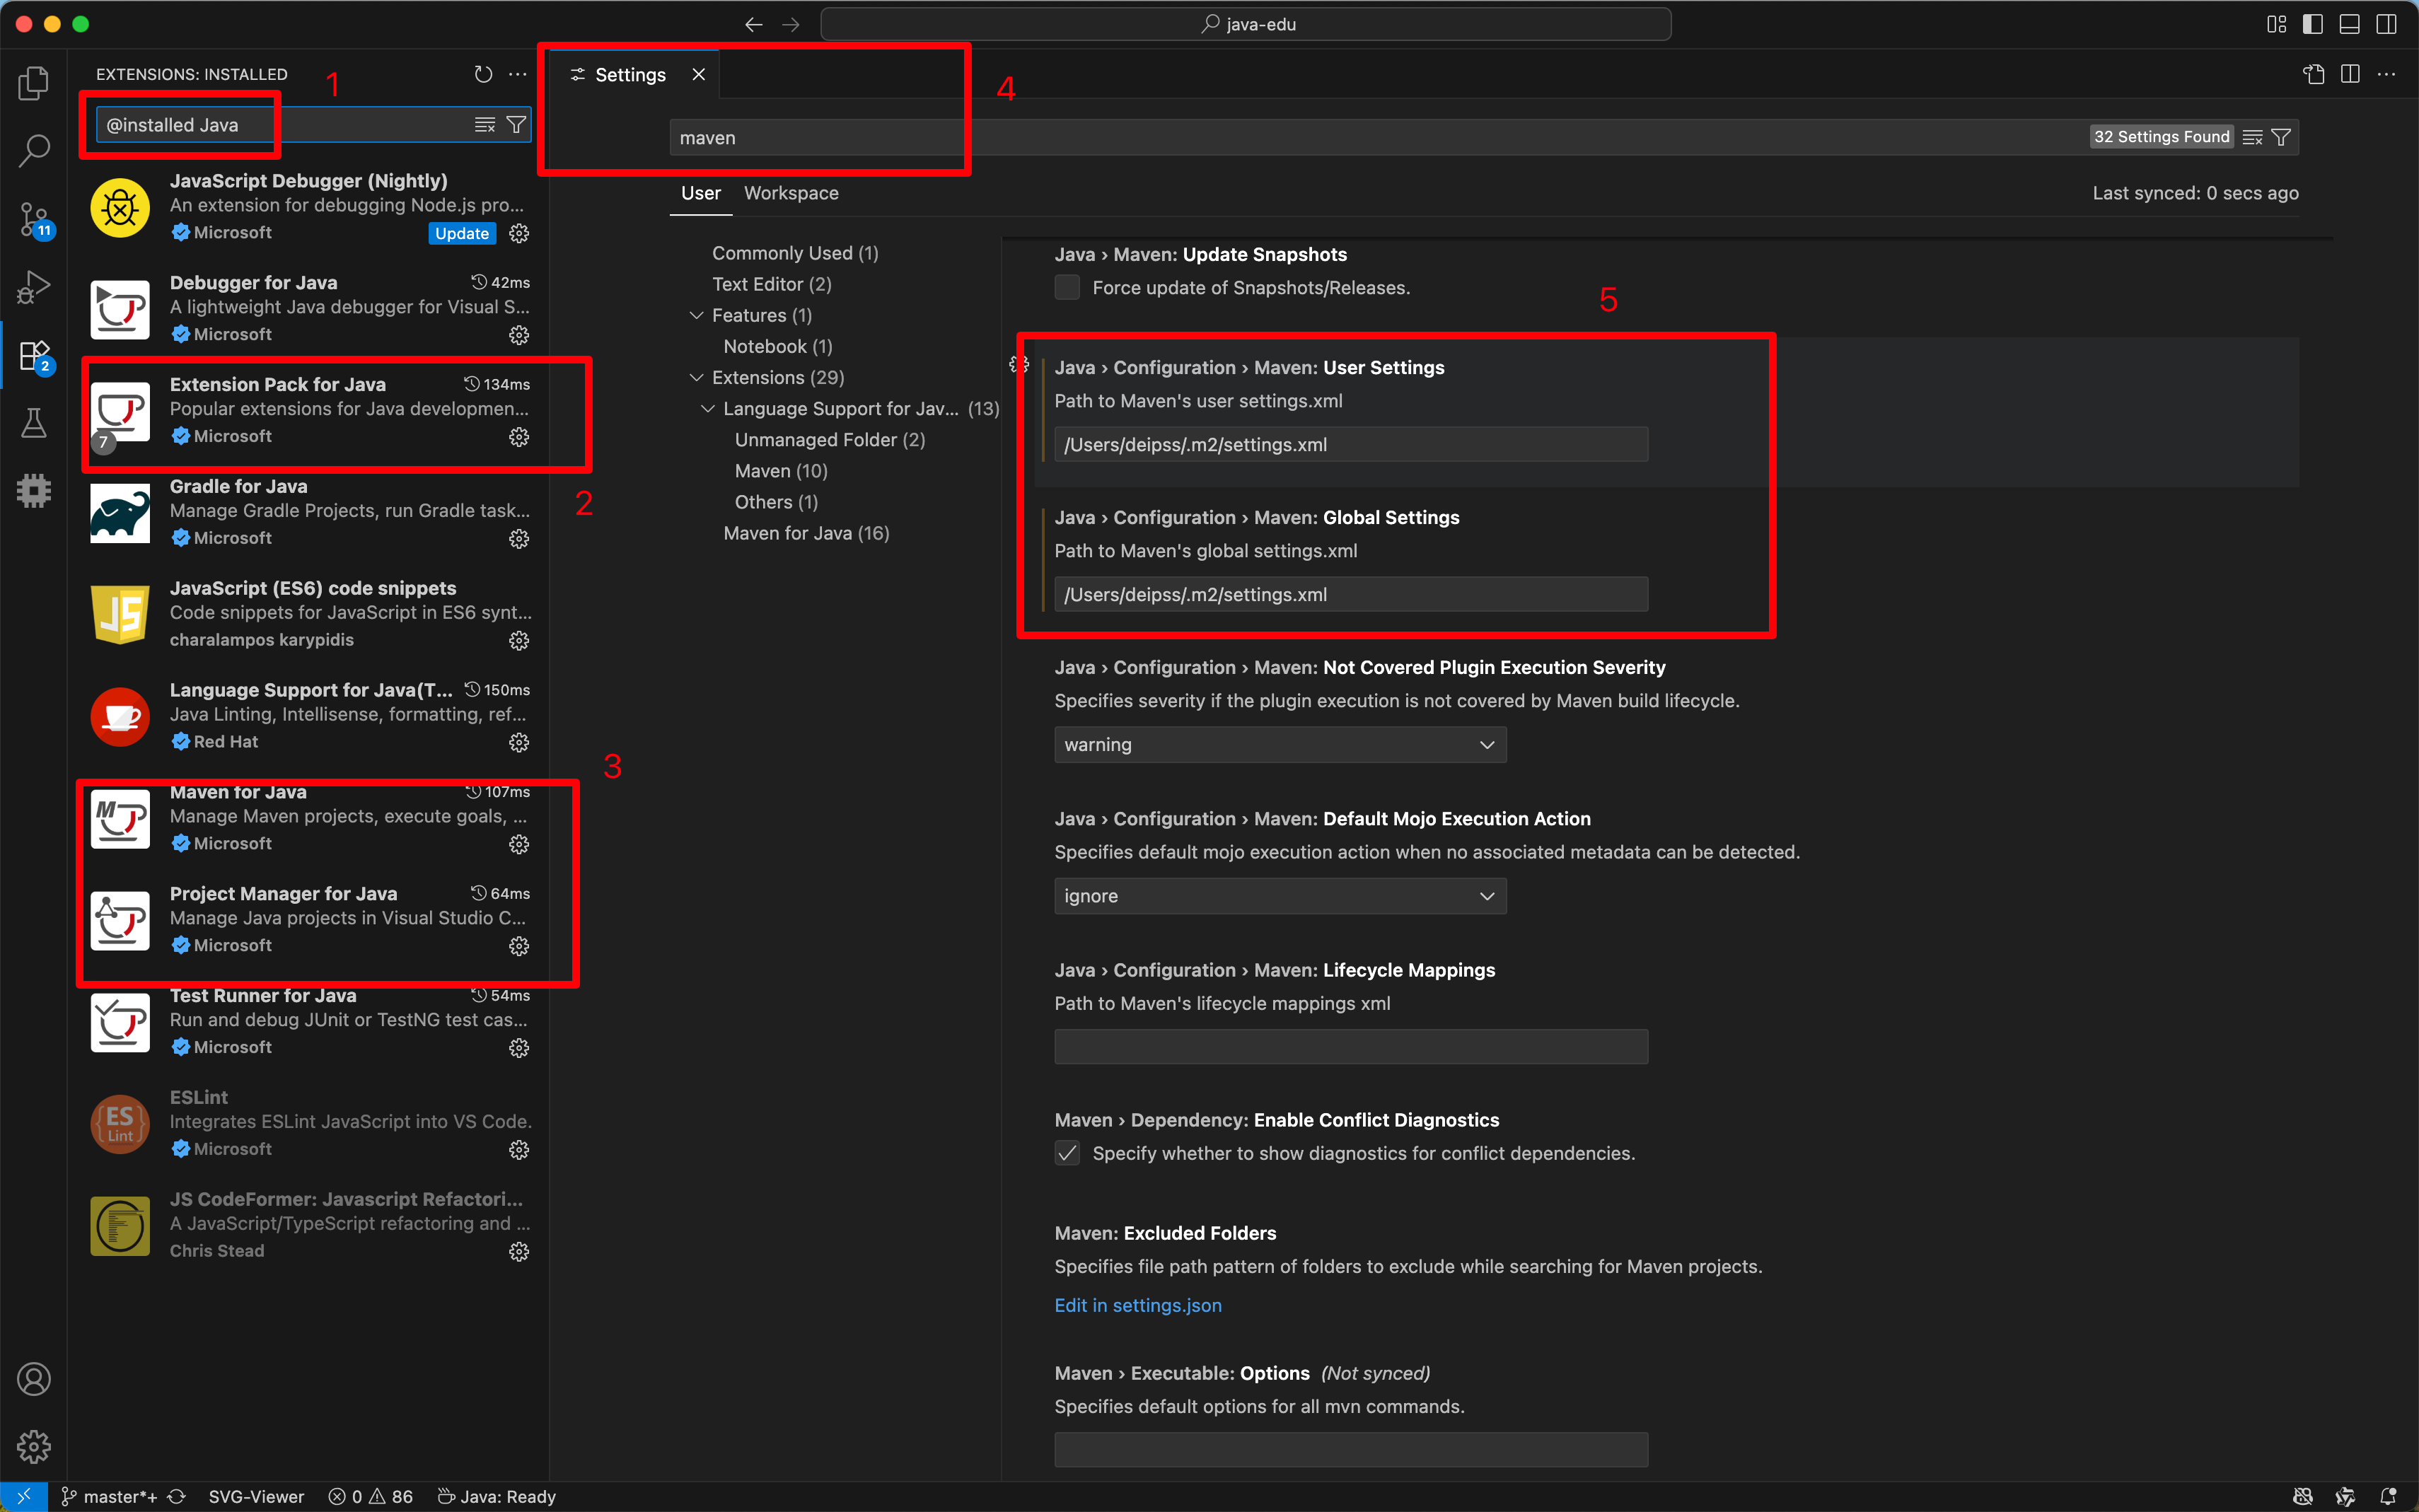 java-edu
EXTENSIONS: INSTALLED
1
@installed Java
JavaScript Debugger (Nightly)
An extension for debugging Node.js pro...
Microsoft
Update
Debugger for Java
42ms
A lightweight Java debugger for Visual S...
Microsoft
Extension Pack for Java
134ms
Popular extensions for Java developmen...
Microsoft
7
2
Gradle for Java
Manage Gradle Projects, run Gradle task...
Microsoft
JavaScript (ES6) code snippets
Code snippets for JavaScript in ES6 synt...
charalampos karypidis
JS
Language Support for Java(T...
150ms
Java Linting, Intellisense, formatting, ref...
Red Hat
3
Maven for Java
107ms
Manage Maven projects, execute goals, ...
Microsoft
M
Project Manager for Java
64ms
Manage Java projects in Visual Studio C...
Microsoft
Test Runner for Java
54ms
Run and debug JUnit or TestNG test cas...
Microsoft
ESLint
Integrates ESLint JavaScript into VS Code.
Microsoft
{ES}
Lint
JS CodeFormer: Javascript Refactori...
A JavaScript/TypeScript refactoring and ...
Chris Stead
11
2
Settings
4
maven
32 Settings Found
User
Workspace
Last synced: 0 secs ago
Commonly Used (1)
Text Editor (2)
Features (1)
Notebook (1)
Extensions (29)
Language Support for Jav... (13)
Unmanaged Folder (2)
Maven (10)
Others (1)
Maven for Java (16)
Java › Maven: Update Snapshots
Force update of Snapshots/Releases.
5
Java › Configuration › Maven: User Settings
Path to Maven's user settings.xml
/Users/deipss/.m2/settings.xml
Java › Configuration › Maven: Global Settings
Path to Maven's global settings.xml
/Users/deipss/.m2/settings.xml
Java › Configuration › Maven: Not Covered Plugin Execution Severity
Specifies severity if the plugin execution is not covered by Maven build lifecycle.
warning
Java › Configuration › Maven: Default Mojo Execution Action
Specifies default mojo execution action when no associated metadata can be detected.
ignore
Java › Configuration › Maven: Lifecycle Mappings
Path to Maven's lifecycle mappings xml
Maven › Dependency: Enable Conflict Diagnostics
Specify whether to show diagnostics for conflict dependencies.
Maven: Excluded Folders
Specifies file path pattern of folders to exclude while searching for Maven projects.
Edit in settings.json
Maven › Executable: Options (Not synced)
Specifies default options for all mvn commands.
master*+
SVG-Viewer
0
86
Java: Ready